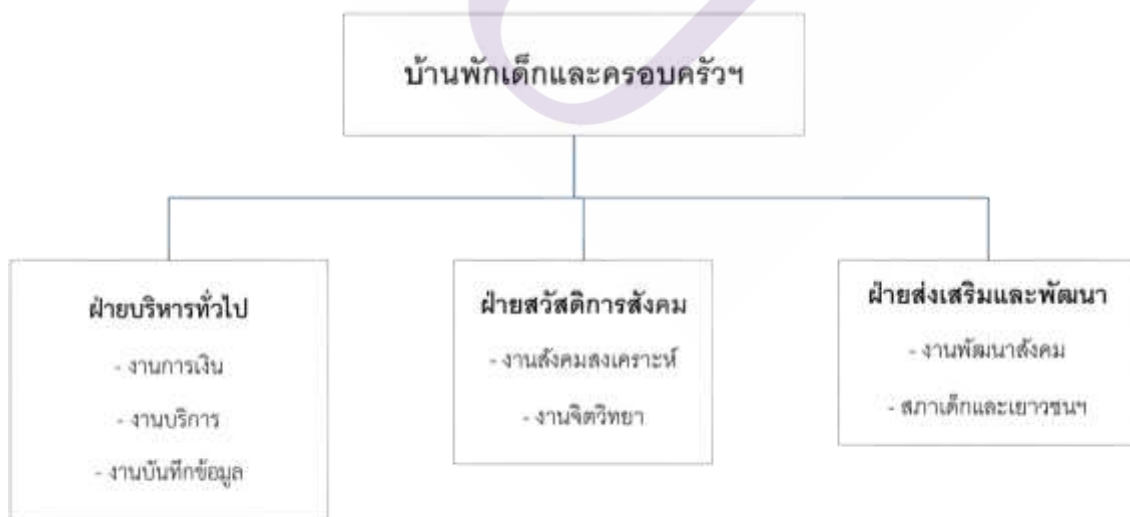 บ้านพักเด็กและครอบครัวฯ
ฝ่ายบริหารทั่วไป
- งานการเงิน
- งานบริการ
- งานบันทึกข้อมูล
ฝ่ายสวัสดิการสังคม
- งานสังคมสงเคราะห์
- งานจิตวิทยา
ฝ่ายส่งเสริมและพัฒนา
- งานพัฒนาสังคม
- สภาเด็กและเยาวชนฯ